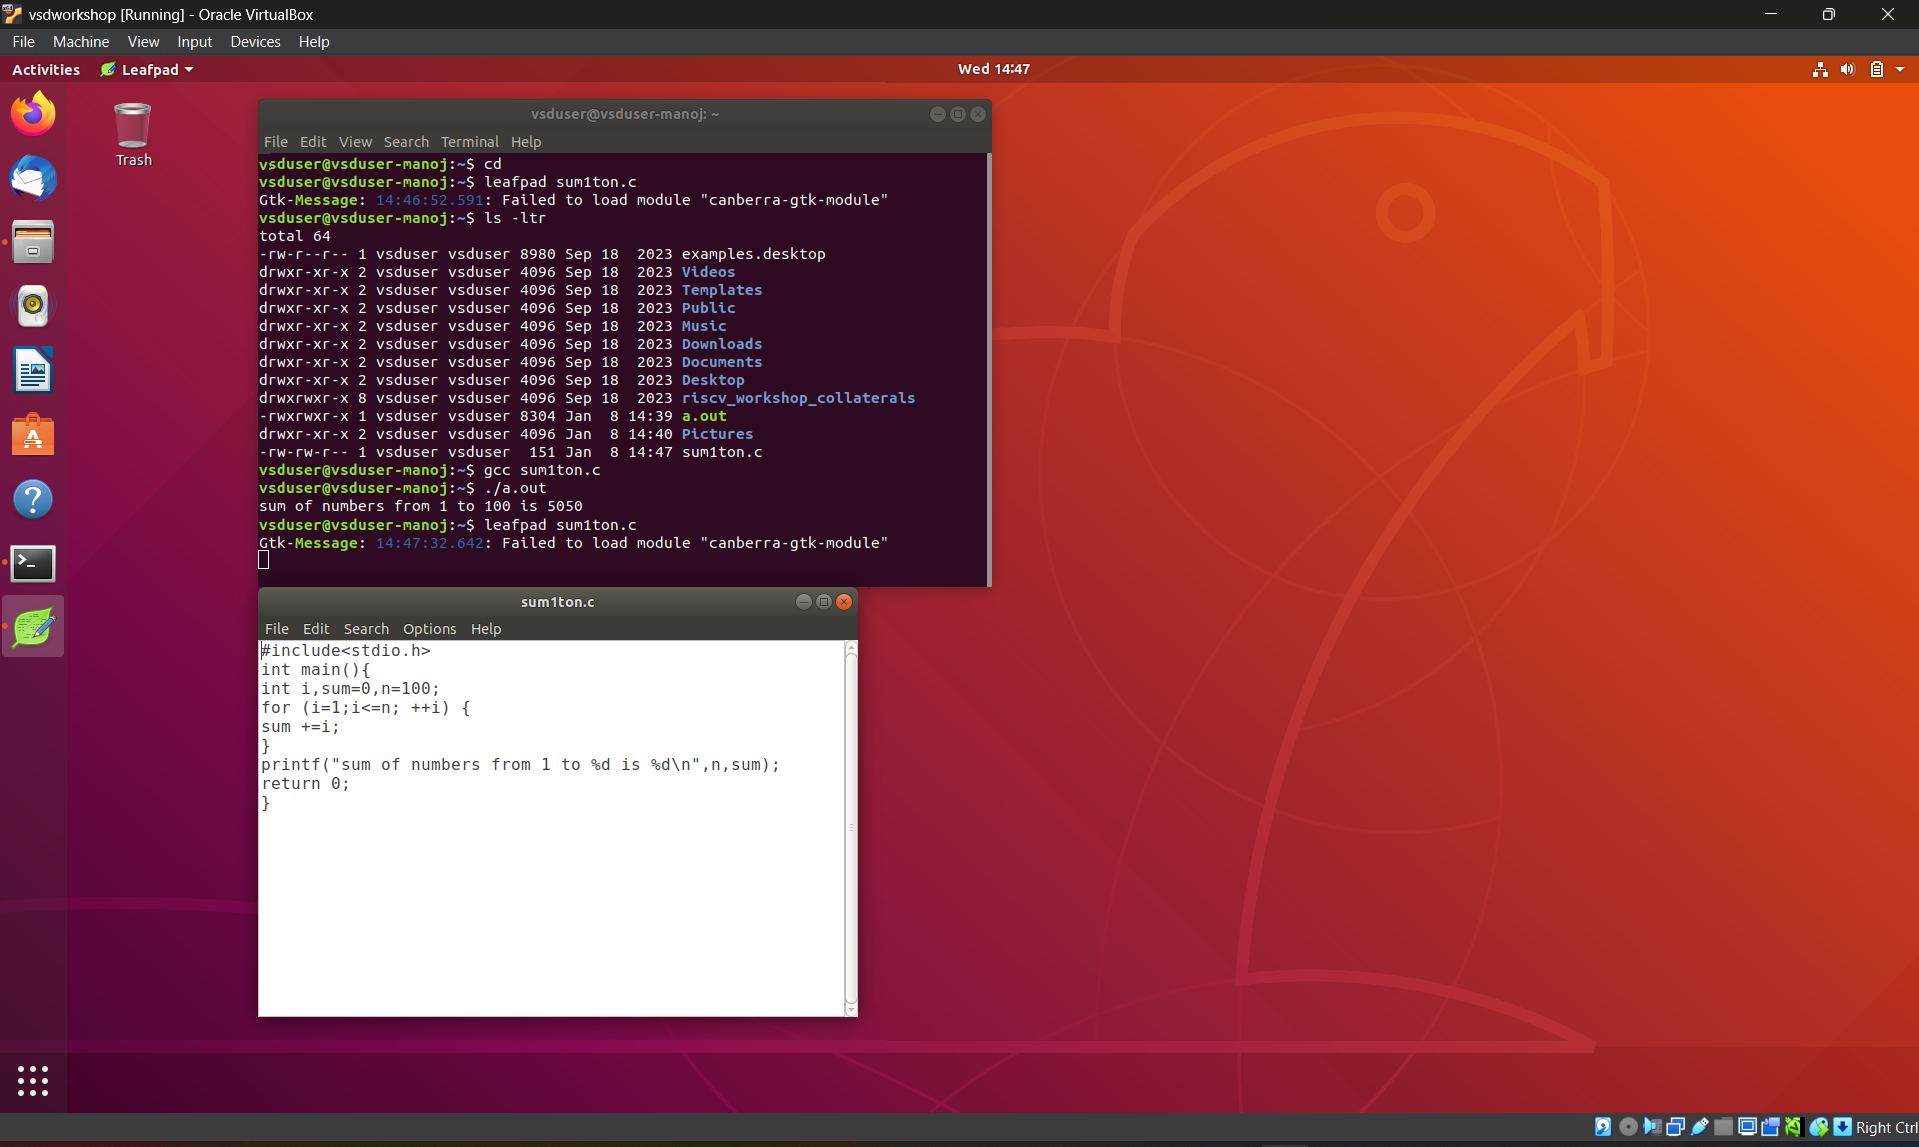 vsdworkshop [Running] - Oracle VirtualBox
File Machine View Input Devices Help
Activities Leafpad Wed 14:47
Trash
vsduser@vsduser-manoj: ~
File Edit View Search Terminal Help
vsduser@vsduser-manoj:~$ cd
vsduser@vsduser-manoj:~$ leafpad sum1ton.c
Gtk-Message: 14:46:52.591: Failed to load module "canberra-gtk-module"
vsduser@vsduser-manoj:~$ ls -ltr
total 64
-rw-r--r-- 1 vsduser vsduser 8980 Sep 18  2023 examples.desktop
drwxr-xr-x 2 vsduser vsduser 4096 Sep 18  2023 Videos
drwxr-xr-x 2 vsduser vsduser 4096 Sep 18  2023 Templates
drwxr-xr-x 2 vsduser vsduser 4096 Sep 18  2023 Public
drwxr-xr-x 2 vsduser vsduser 4096 Sep 18  2023 Music
drwxr-xr-x 2 vsduser vsduser 4096 Sep 18  2023 Downloads
drwxr-xr-x 2 vsduser vsduser 4096 Sep 18  2023 Documents
drwxr-xr-x 2 vsduser vsduser 4096 Sep 18  2023 Desktop
drwxrwxr-x 8 vsduser vsduser 4096 Sep 18  2023 riscv_workshop_collaterals
-rwxrwxr-x 1 vsduser vsduser 8304 Jan  8 14:39 a.out
drwxr-xr-x 2 vsduser vsduser 4096 Jan  8 14:40 Pictures
-rw-rw-r-- 1 vsduser vsduser  151 Jan  8 14:47 sum1ton.c
vsduser@vsduser-manoj:~$ gcc sum1ton.c
vsduser@vsduser-manoj:~$ ./a.out
sum of numbers from 1 to 100 is 5050
vsduser@vsduser-manoj:~$ leafpad sum1ton.c
Gtk-Message: 14:47:32.642: Failed to load module "canberra-gtk-module"
sum1ton.c
File Edit Search Options Help
#include<stdio.h>
int main(){
int i,sum=0,n=100;
for (i=1;i<=n; ++i) {
sum +=i;
}
printf("sum of numbers from 1 to %d is %d\n",n,sum);
return 0;
}
Right Ctrl